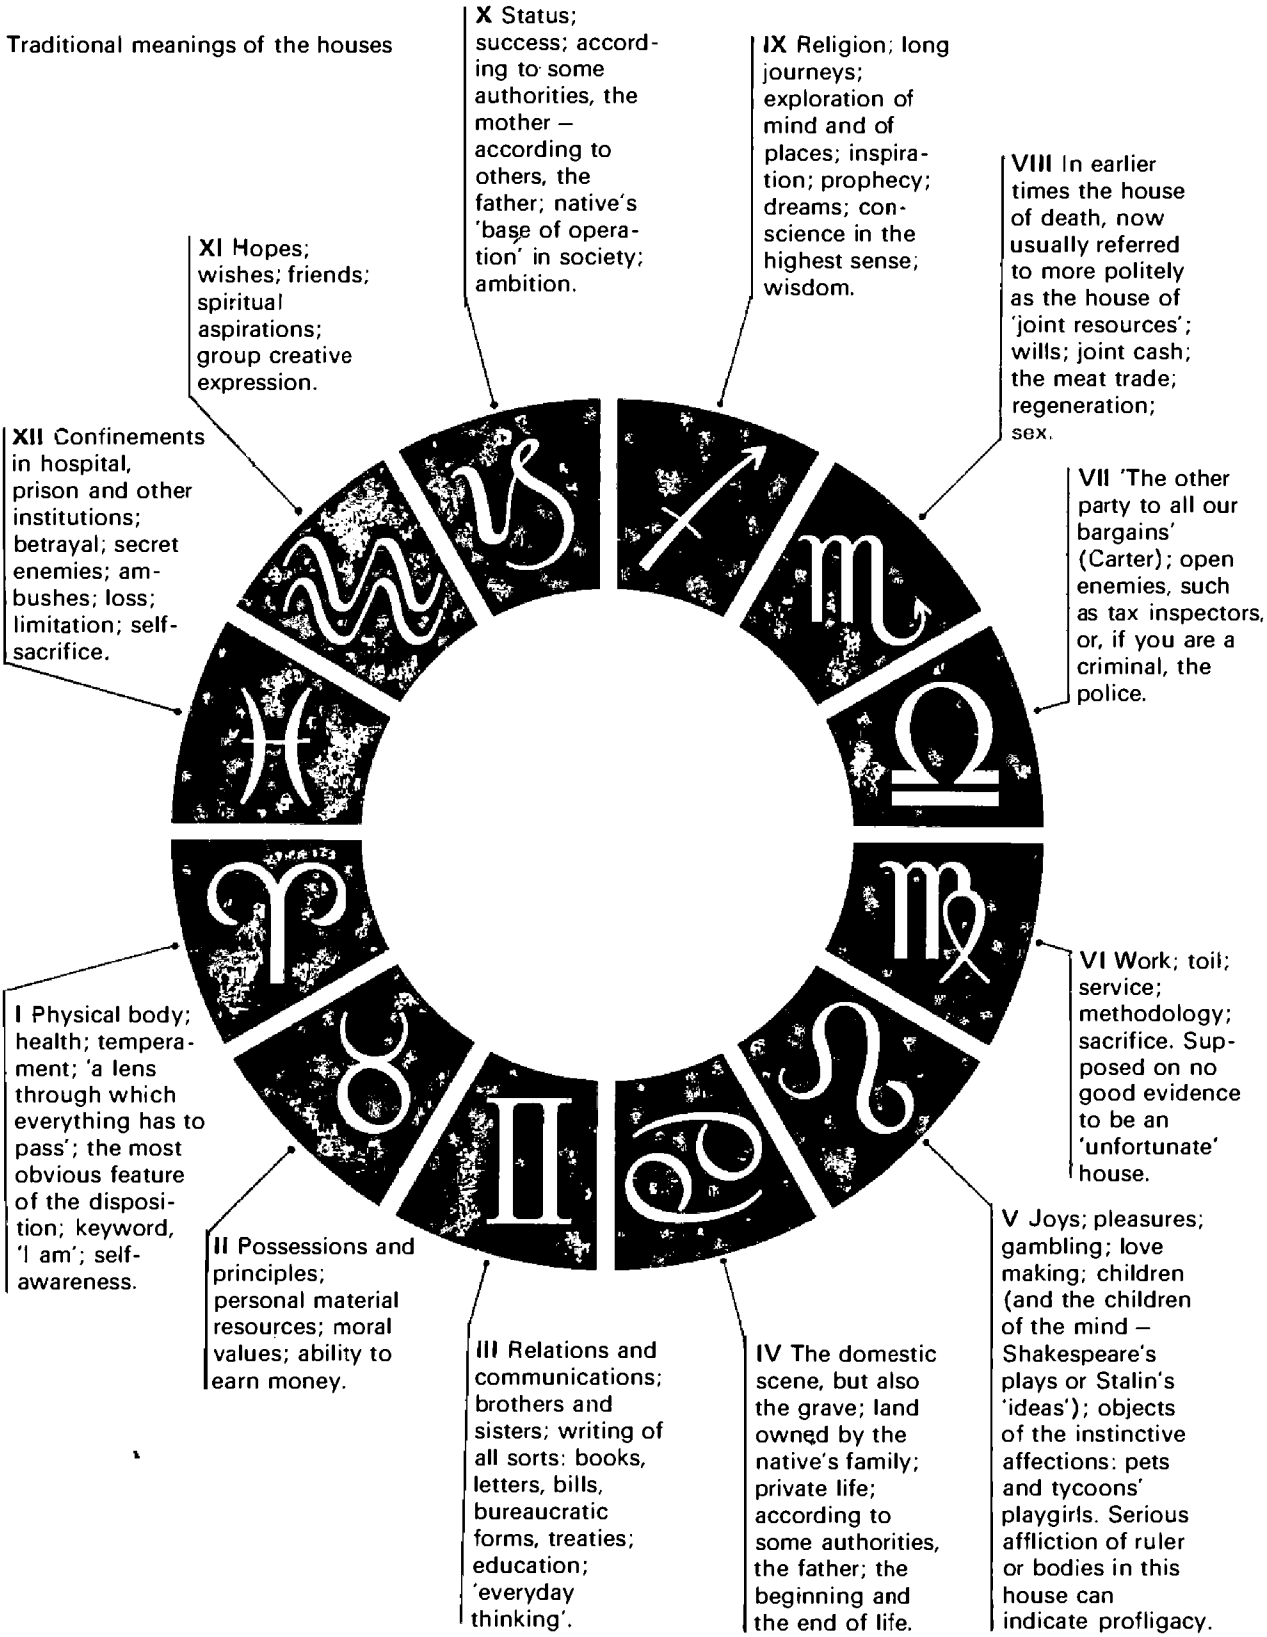 Traditional meanings of the houses
X Status;
success; accord-
ing to some
authorities, the
mother –
according to
others, the
father; native's
'base of opera-
tion' in society;
ambition.
IX Religion; long
journeys;
exploration of
mind and of
places; inspira-
tion; prophecy;
dreams; con-
science in the
highest sense;
wisdom.
VIII In earlier
times the house
of death, now
usually referred
to more politely
as the house of
'joint resources';
wills; joint cash;
the meat trade;
regeneration;
sex.
XI Hopes;
wishes; friends;
spiritual
aspirations;
group creative
expression.
XII Confinements
in hospital,
prison and other
institutions;
betrayal; secret
enemies; am-
bushes; loss;
limitation; self-
sacrifice.
VII 'The other
party to all our
bargains'
(Carter); open
enemies, such
as tax inspectors,
or, if you are a
criminal, the
police.
VI Work; toil;
service;
methodology;
sacrifice. Sup-
posed on no
good evidence
to be an
'unfortunate'
house.
I Physical body;
health; tempera-
ment; 'a lens
through which
everything has to
pass'; the most
obvious feature
of the disposi-
tion; keyword,
'I am'; self-
awareness.
II Possessions and
principles;
personal material
resources; moral
values; ability to
earn money.
III Relations and
communications;
brothers and
sisters; writing of
all sorts: books,
letters, bills,
bureaucratic
forms, treaties;
education;
'everyday
thinking'.
IV The domestic
scene, but also
the grave; land
owned by the
native's family;
private life;
according to
some authorities,
the father; the
beginning and
the end of life.
V Joys; pleasures;
gambling; love
making; children
(and the children
of the mind –
Shakespeare's
plays or Stalin's
'ideas'); objects
of the instinctive
affections: pets
and tycoons'
playgirls. Serious
affliction of ruler
or bodies in this
house can
indicate profligacy.